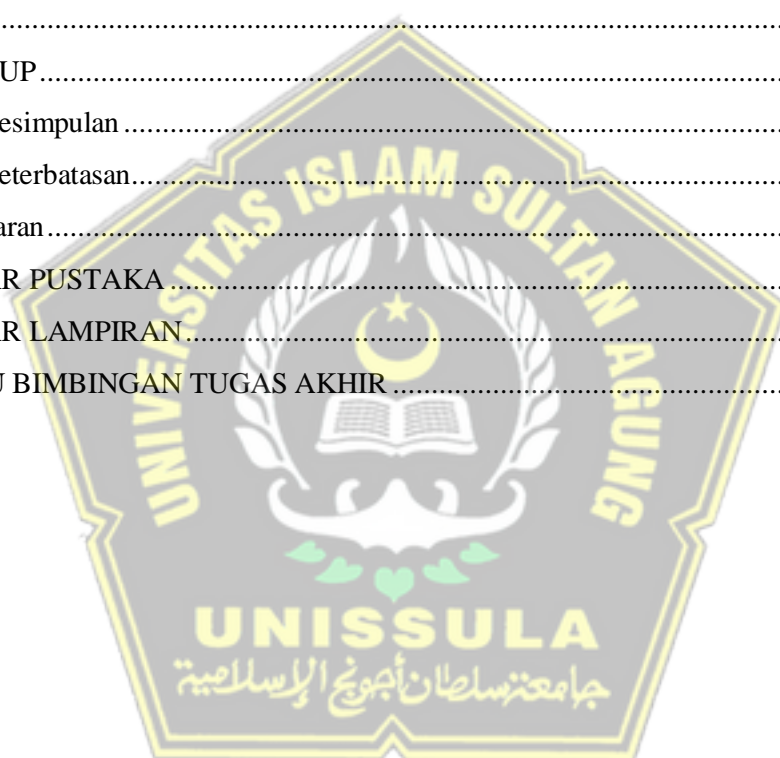 ........................................
UP........................................
esimpulan........................................
eterbatasan........................................
aran........................................
R PUSTAKA........................................
R LAMPIRAN........................................
U BIMBINGAN TUGAS AKHIR........................................
UNIVERSITAS ISLAM SULTAN AGUNG
UNISSULA
جامعة سلطان أجونج الإسلامية